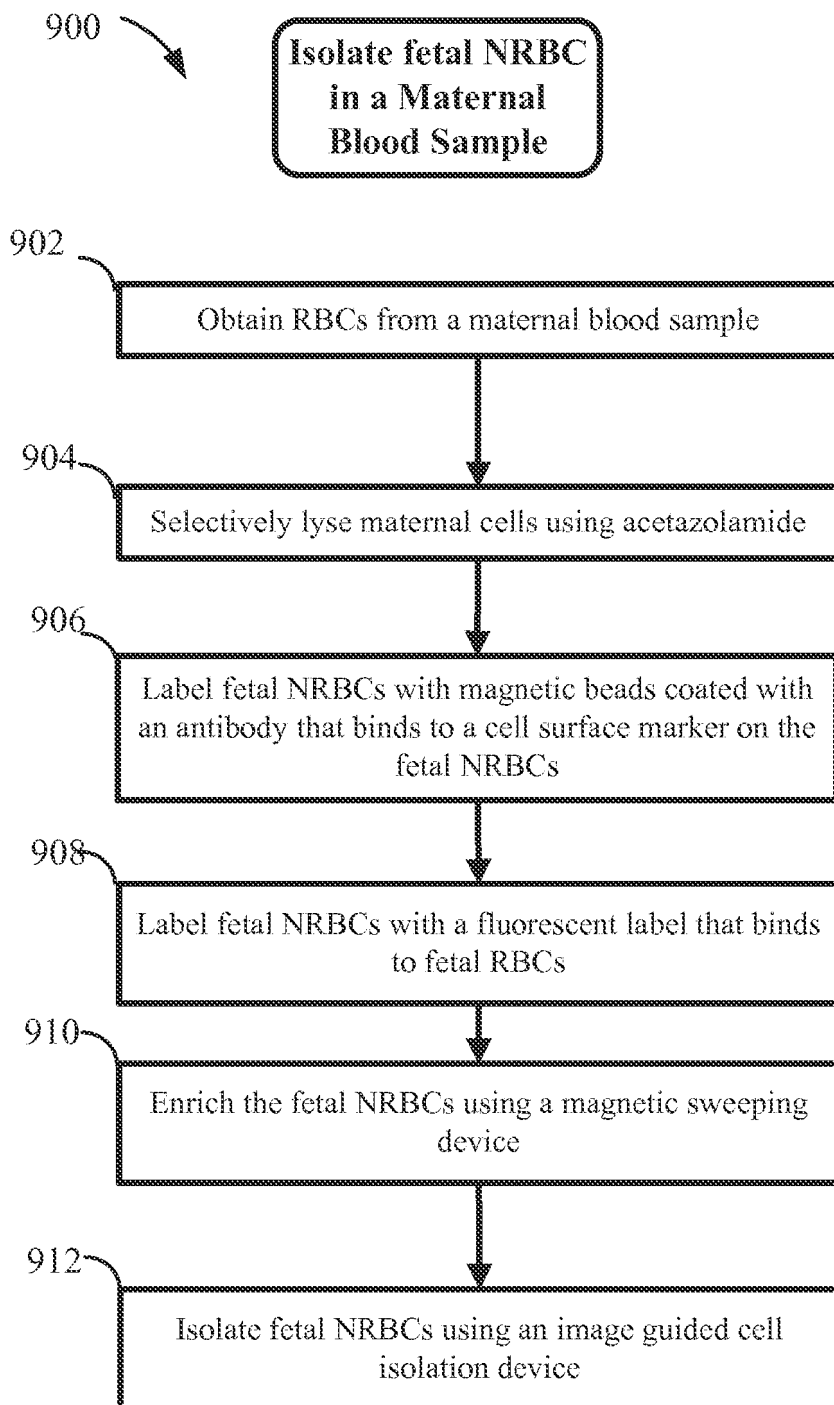 900
Isolate fetal NRBC
in a Maternal
Blood Sample
902
Obtain RBCs from a maternal blood sample
904
Selectively lyse maternal cells using acetazolamide
906
Label fetal NRBCs with magnetic beads coated with
an antibody that binds to a cell surface marker on the
fetal NRBCs
908
Label fetal NRBCs with a fluorescent label that binds
to fetal RBCs
910
Enrich the fetal NRBCs using a magnetic sweeping
device
912
Isolate fetal NRBCs using an image guided cell
isolation device